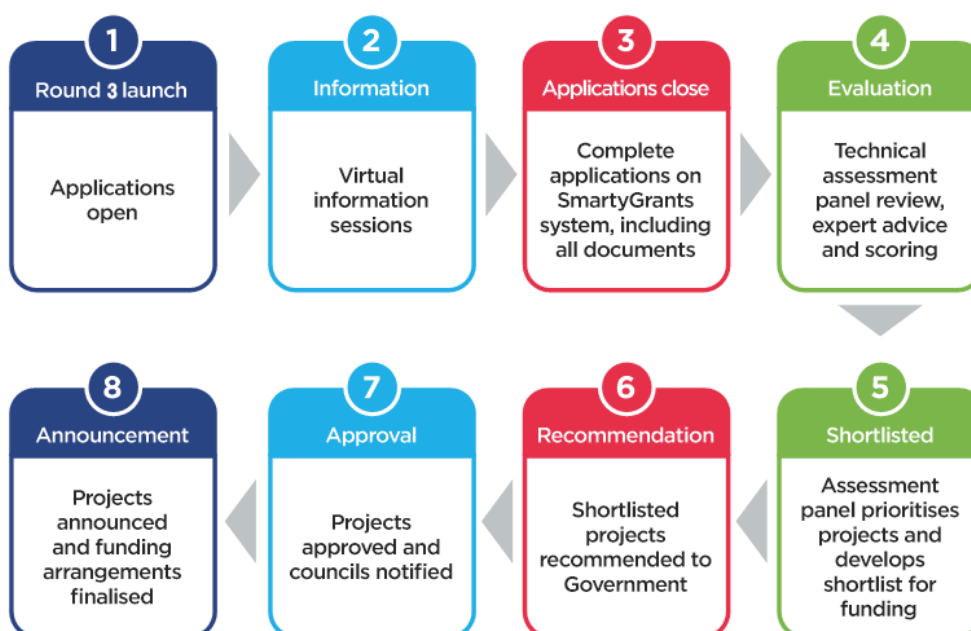 1
Round 3 launch
Applications
open
2
Information
Virtual
information
sessions
3
Applications close
Complete
applications on
SmartyGrants
system, including
all documents
4
Evaluation
Technical
assessment
panel review,
expert advice
and scoring
5
Shortlisted
Assessment
panel prioritises
projects and
develops
shortlist for
funding
6
Recommendation
Shortlisted
projects
recommended to
Government
7
Approval
Projects
approved and
councils notified
8
Announcement
Projects
announced
and funding
arrangements
finalised